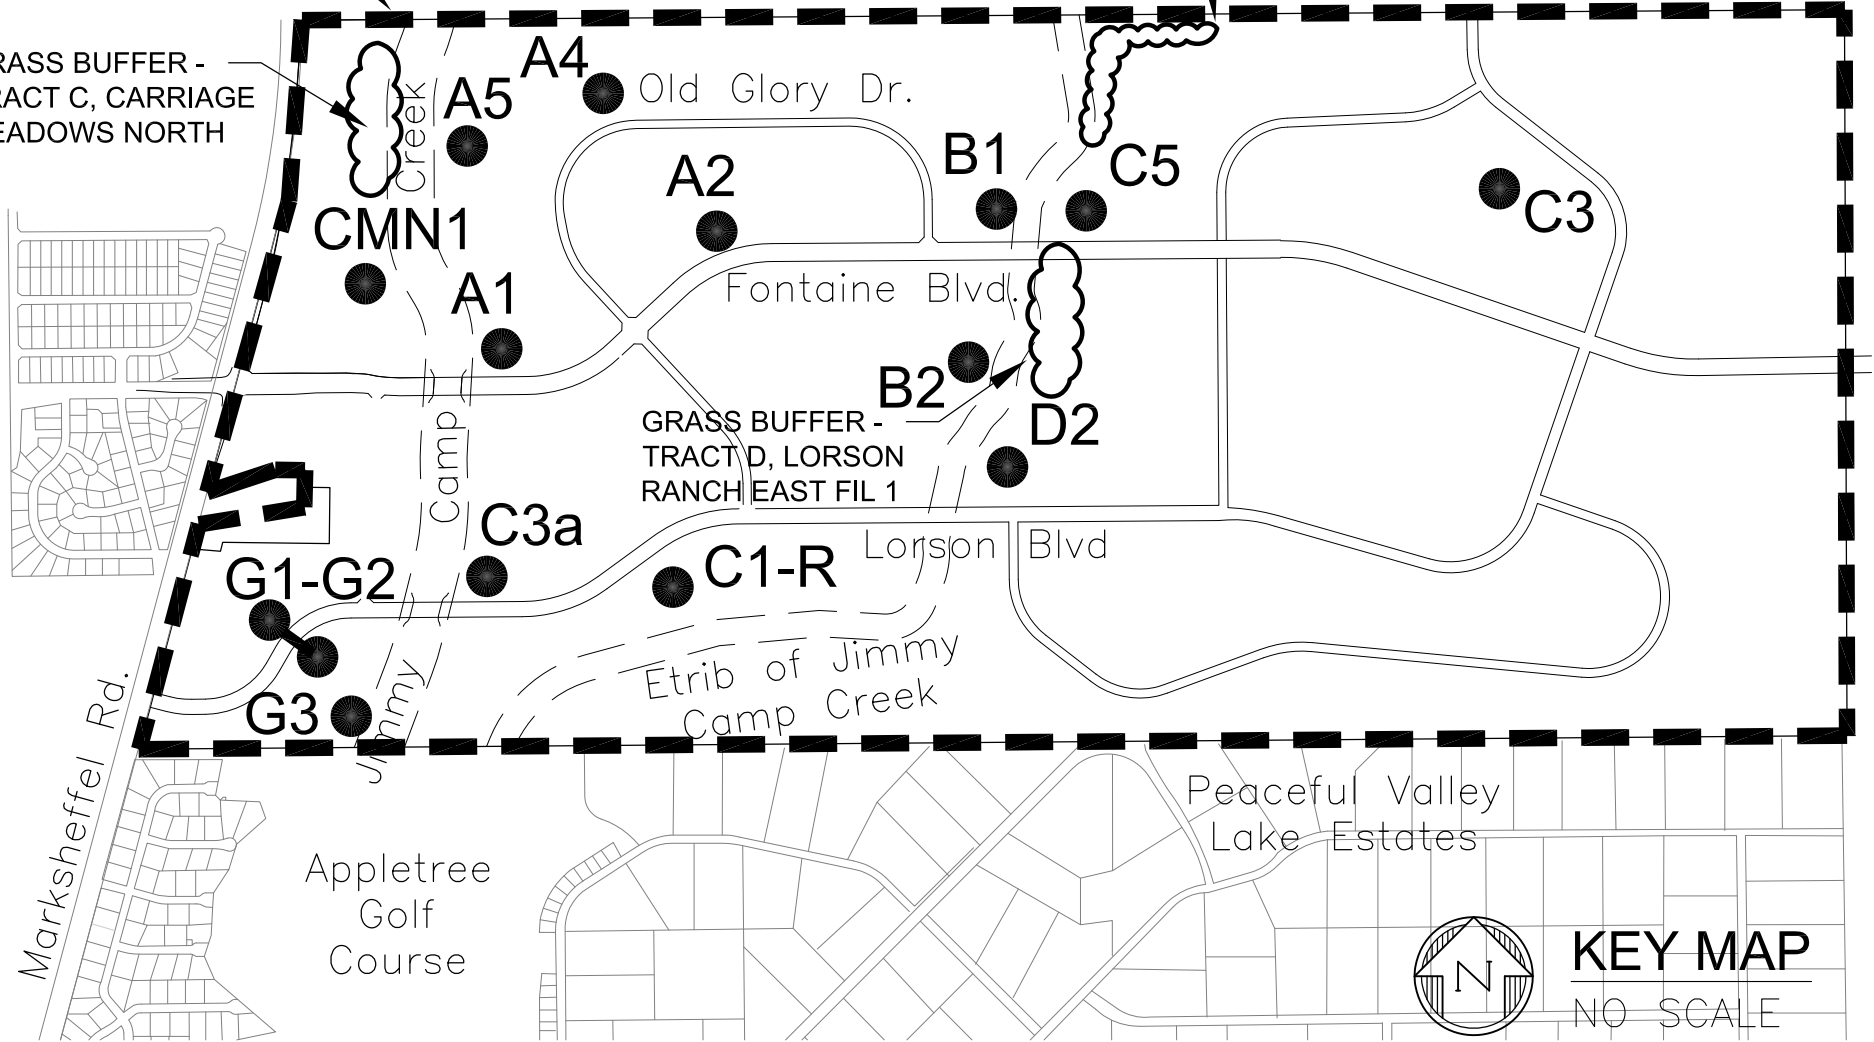 RASS BUFFER -
RACT C, CARRIAGE
EADOWS NORTH
A4
Old Glory Dr.
A5
Creek
B1
C5
A2
C3
CMN1
A1
Fontaine Blvd.
B2
D2
GRASS BUFFER -
TRACT D, LORSON
RANCH EAST FIL 1
Camp
C3a
Lorson Blvd
C1-R
G1-G2
Etrib of Jimmy
Camp Creek
G3
Jimmy
Marksheffel Rd.
Peaceful Valley
Lake Estates
Appletree
Golf
Course
N
KEY MAP
NO SCALE